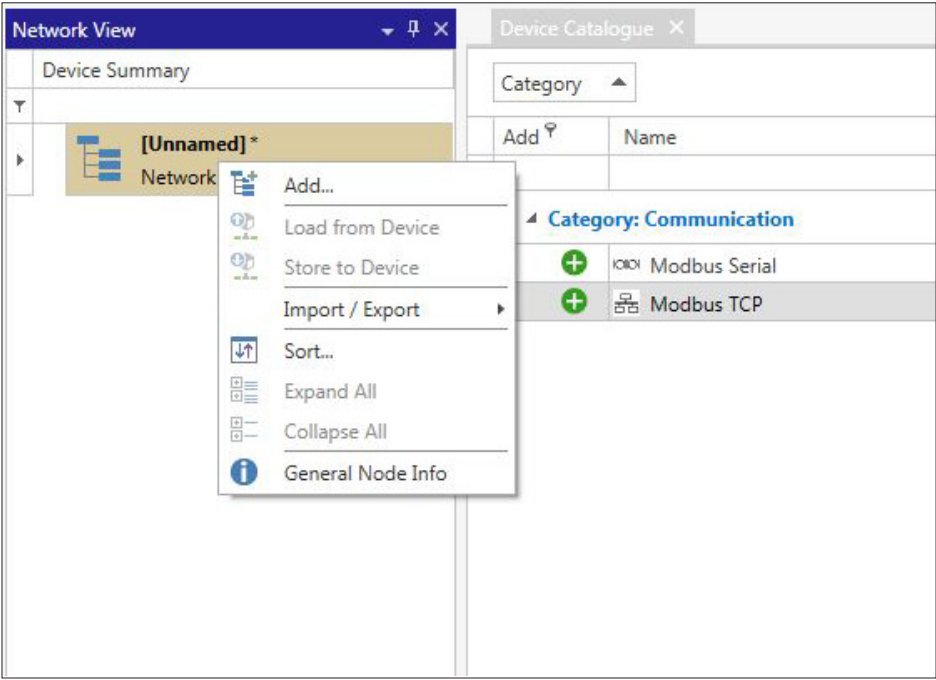 Network View
Device Summary
[Unnamed] *
Network
Add...
Load from Device
Store to Device
Import / Export
Sort...
Expand All
Collapse All
General Node Info
Device Catalogue
Category
Add Name
Category: Communication
Modbus Serial
Modbus TCP